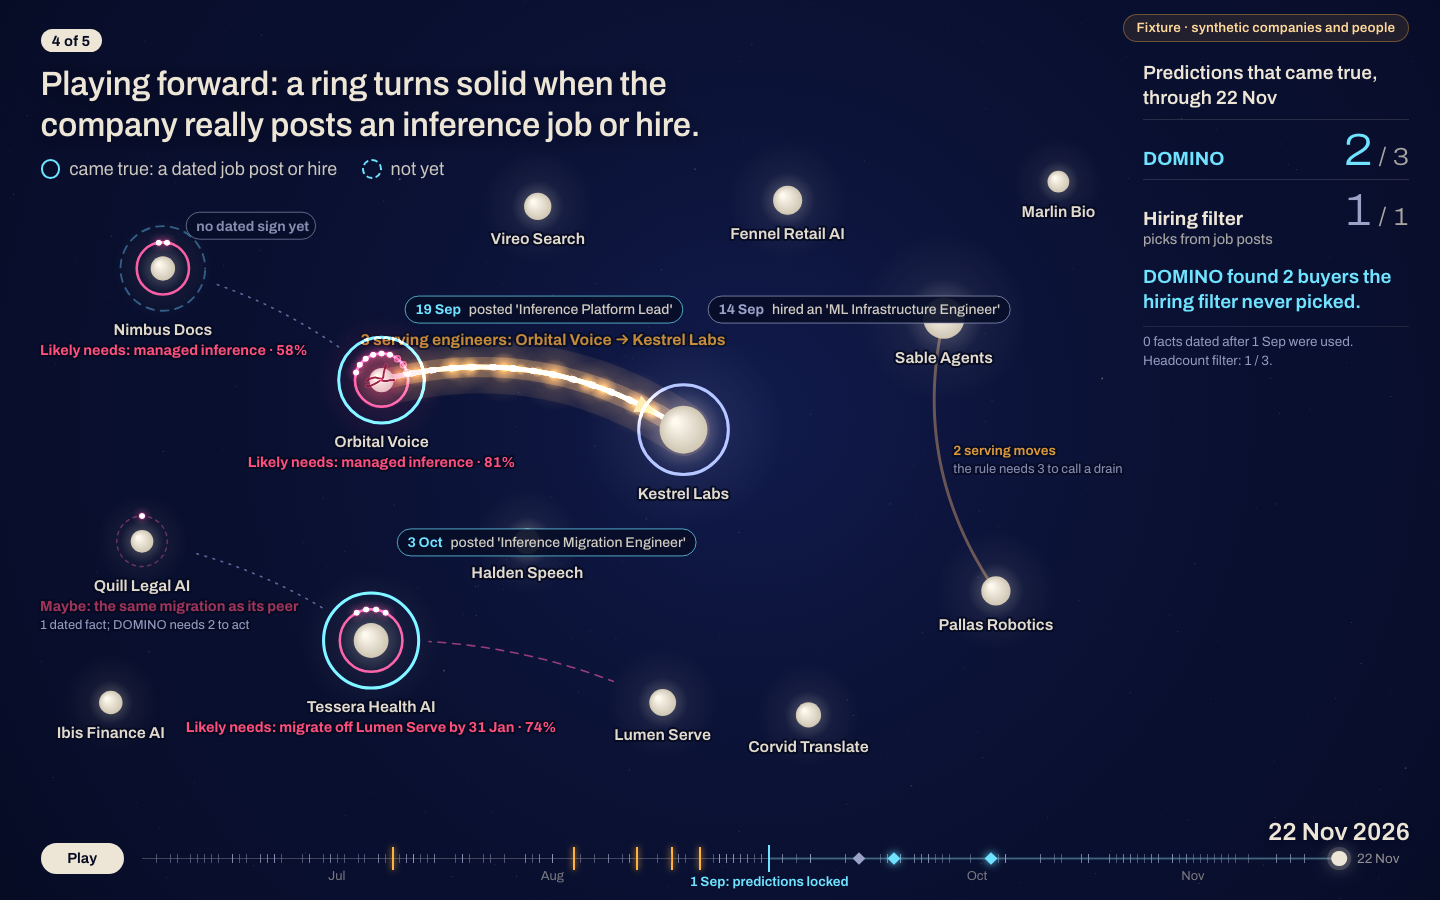 4 of 5
Fixture · synthetic companies and people
Playing forward: a ring turns solid when the
company really posts an inference job or hire.
came true: a dated job post or hire
not yet
Predictions that came true,
through 22 Nov
DOMINO
2 / 3
Hiring filter
1 / 1
picks from job posts
DOMINO found 2 buyers the
hiring filter never picked.
0 facts dated after 1 Sep were used.
Headcount filter: 1 / 3.
Vireo Search
Fennel Retail AI
Marlin Bio
no dated sign yet
Nimbus Docs
Likely needs: managed inference · 58%
19 Sep posted 'Inference Platform Lead'
14 Sep hired an 'ML Infrastructure Engineer'
3 serving engineers: Orbital Voice → Kestrel Labs
Sable Agents
Orbital Voice
Likely needs: managed inference · 81%
Kestrel Labs
2 serving moves
the rule needs 3 to call a drain
3 Oct posted 'Inference Migration Engineer'
Halden Speech
Quill Legal AI
Maybe: the same migration as its peer
1 dated fact; DOMINO needs 2 to act
Pallas Robotics
Tessera Health AI
Likely needs: migrate off Lumen Serve by 31 Jan · 74%
Ibis Finance AI
Lumen Serve
Corvid Translate
22 Nov 2026
Play
22 Nov
Jul
Aug
1 Sep: predictions locked
Oct
Nov